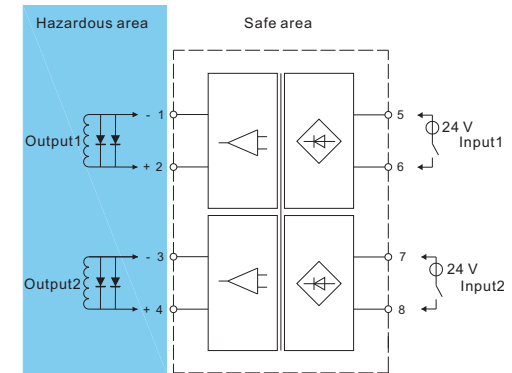 Hazardous area
Safe area
- 1
5
24 V
Output1
Input1
+ 2
6
- 3
7
24 V
Output2
Input2
+ 4
8